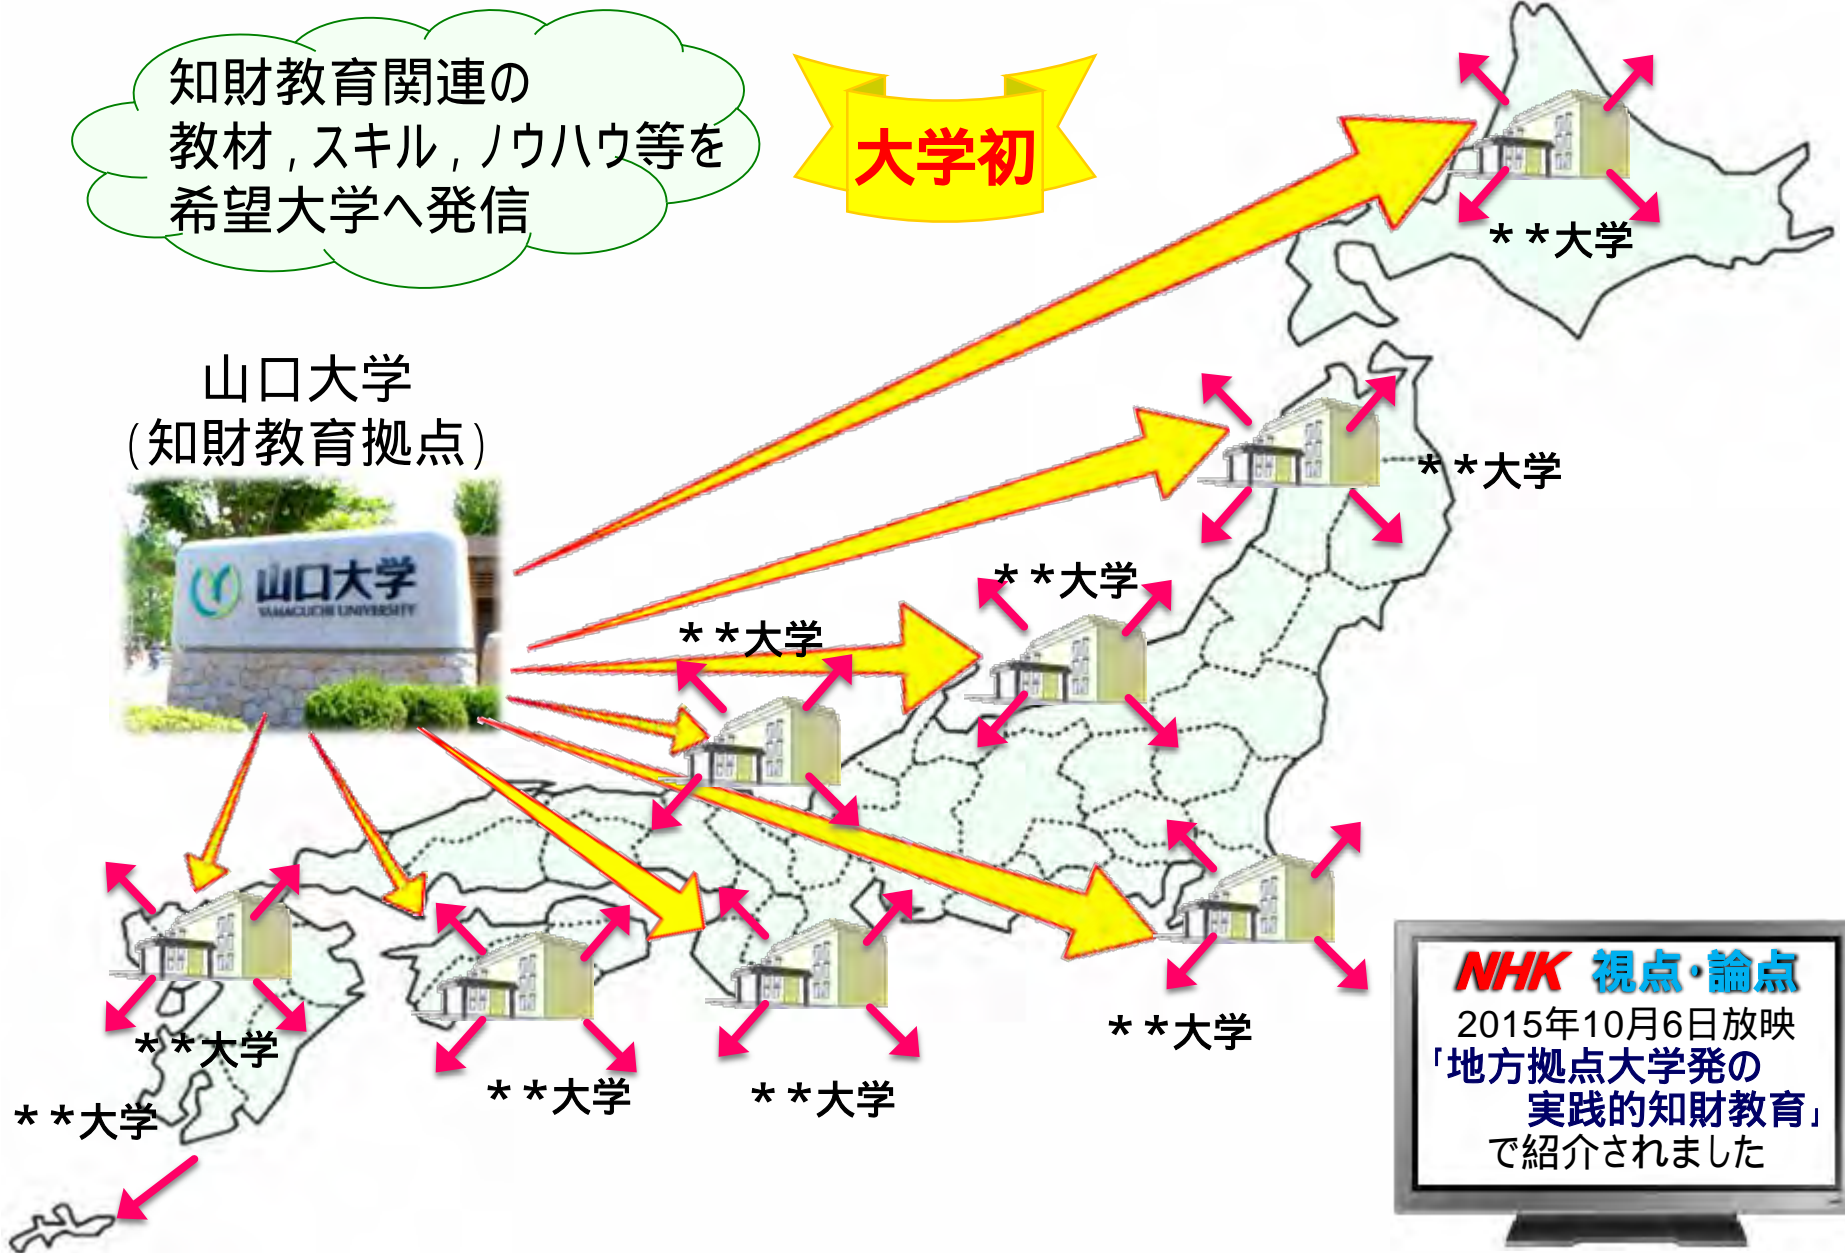 知財教育関連の
教材，スキル，ノウハウ等を
希望大学へ発信
大学初
**大学
山口大学
(知財教育拠点)
山口大学
YAMAGUCHI UNIVERSITY
**大学
**大学
**大学
**大学
**大学
**大学
**大学
**大学
NHK 視点・論点
2015年10月6日放映
「地方拠点大学発の
実践的知財教育」
で紹介されました